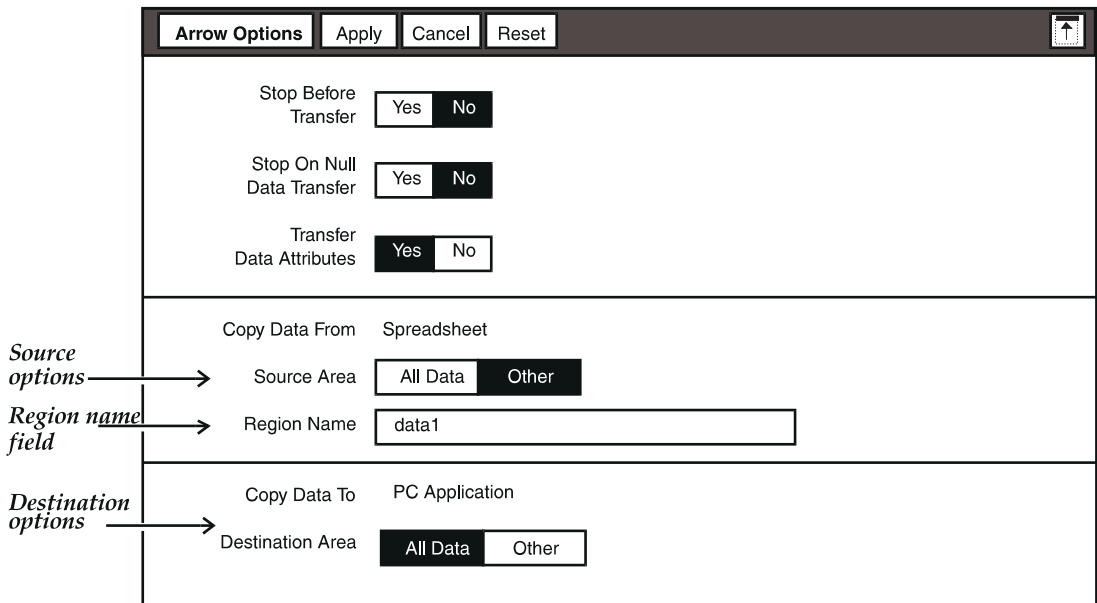 Arrow Options Apply Cancel Reset
Stop Before
Transfer
Yes No
Stop On Null
Data Transfer
Yes No
Transfer
Data Attributes
Yes No
Copy Data From Spreadsheet
Source
options
Source Area All Data Other
Region name
field
Region Name data1
Destination
options
Copy Data To PC Application
Destination Area All Data Other